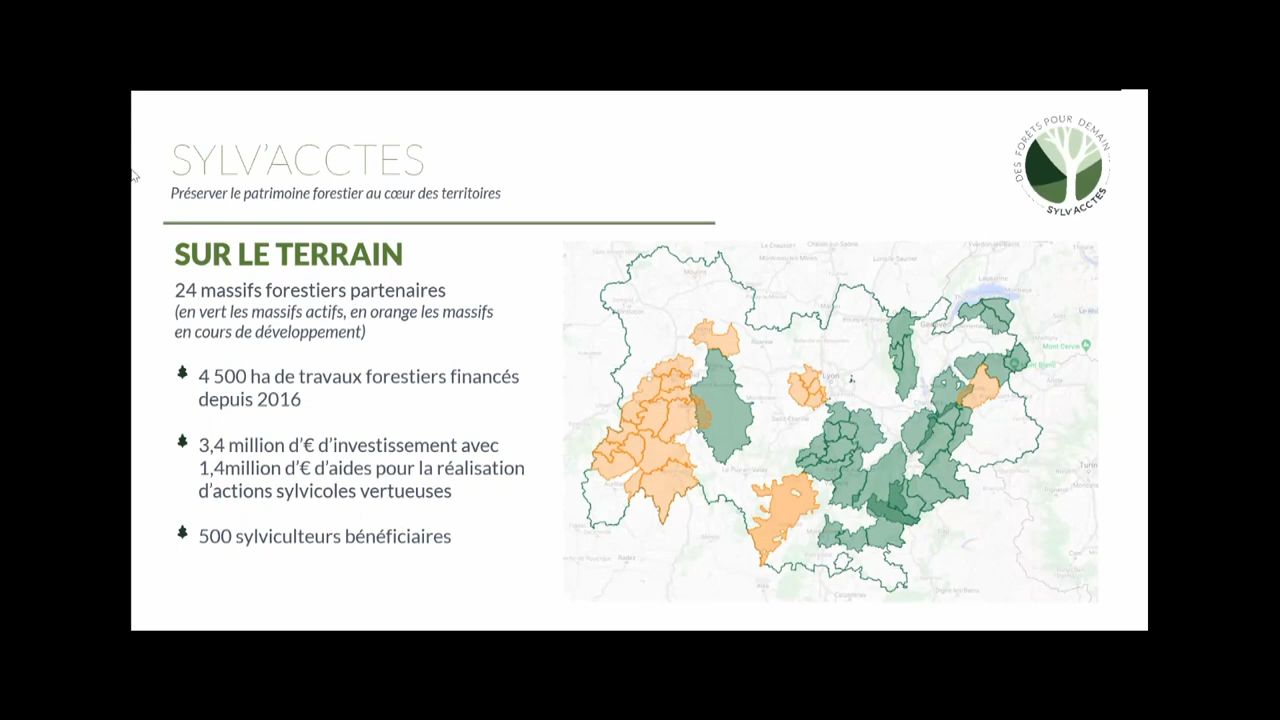 SYLV'ACCTES
Préserver le patrimoine forestier au cœur des territoires
DES FORÊTS POUR DEMAIN
SYLV'ACCTES
SUR LE TERRAIN
24 massifs forestiers partenaires
(en vert les massifs actifs, en orange les massifs
en cours de développement)
4 500 ha de travaux forestiers financés
depuis 2016
3,4 million d'€ d'investissement avec
1,4million d'€ d'aides pour la réalisation
d'actions sylvicoles vertueuses
500 sylviculteurs bénéficiaires
Lausanne
Mont Cervin
Lyon
Turin